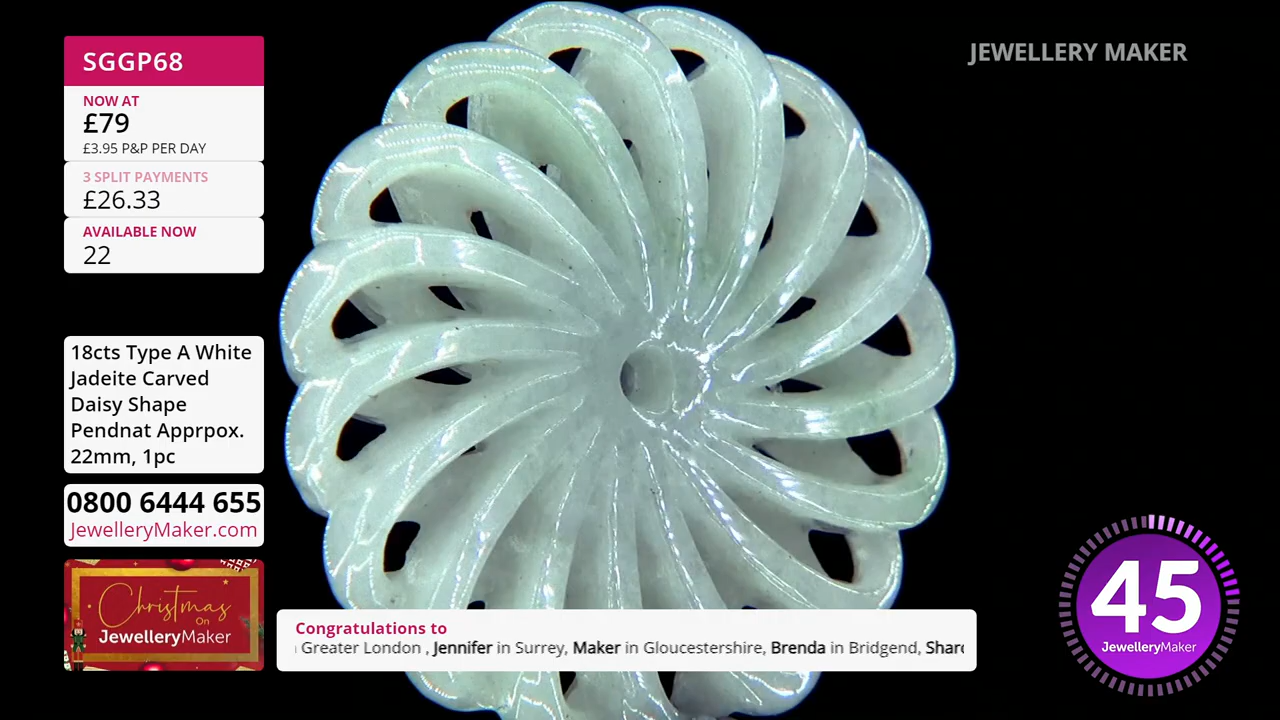 SGGP68
NOW AT
£79
£3.95 P&P PER DAY
3 SPLIT PAYMENTS
£26.33
AVAILABLE NOW
22
18cts Type A White
Jadeite Carved
Daisy Shape
Pendnat Apprpox.
22mm, 1pc
0800 6444 655
JewelleryMaker.com
Christmas
On
JewelleryMaker
JEWELLERY MAKER
Congratulations to
Greater London , Jennifer in Surrey, Maker in Gloucestershire, Brenda in Bridgend,
45
JewelleryMaker